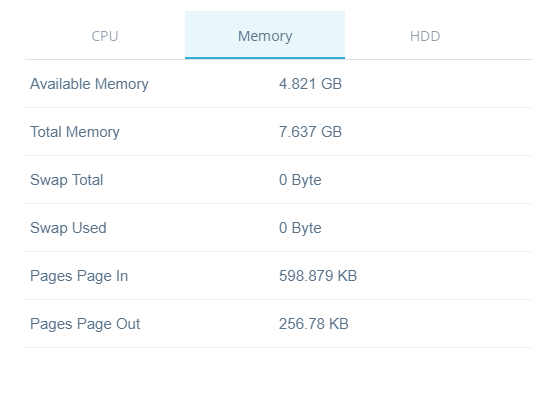 CPU Memory HDD
Available Memory 4.821 GB
Total Memory 7.637 GB
Swap Total 0 Byte
Swap Used 0 Byte
Pages Page In 598.879 KB
Pages Page Out 256.78 KB